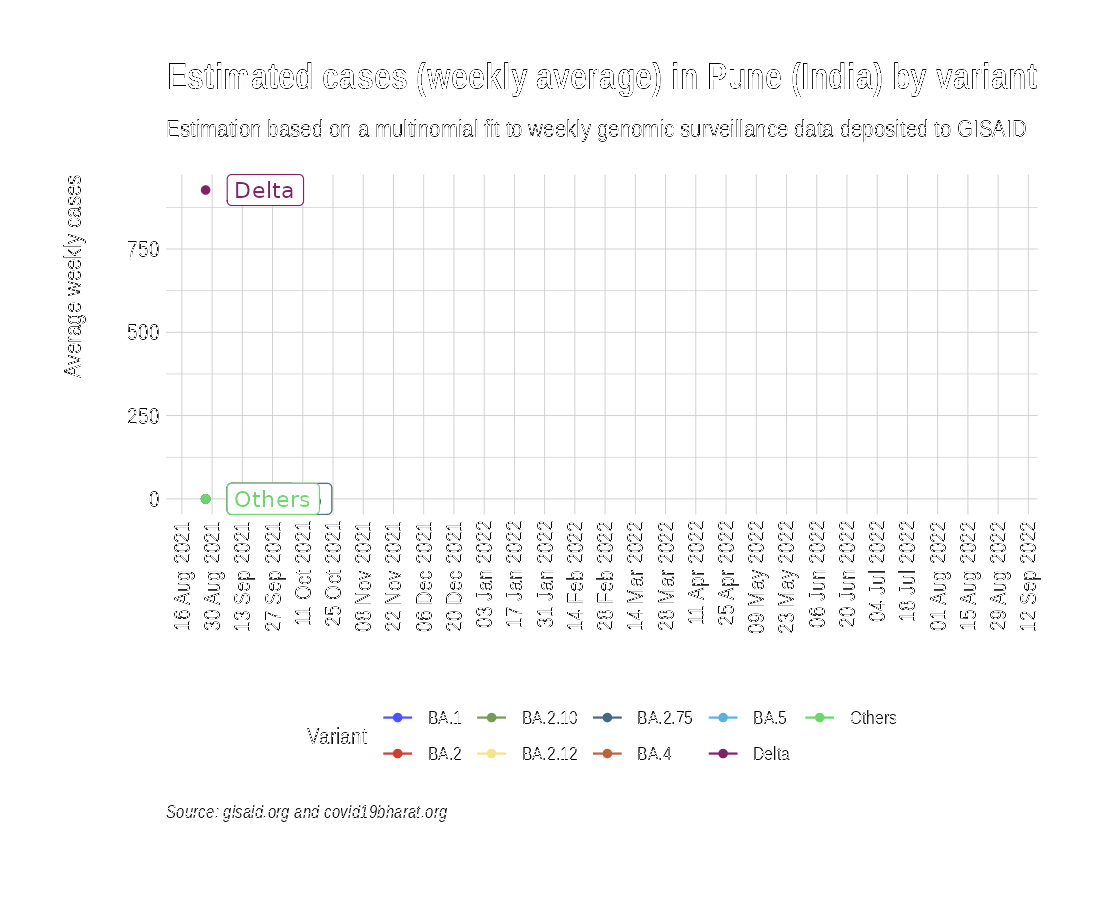 Estimated cases (weekly average) in Pune (India) by variant
Estimation based on a multinomial fit to weekly genomic surveillance data deposited to GISAID
Average weekly cases
Delta
750
500
250
0
Others
16 Aug 2021
30 Aug 2021
13 Sep 2021
27 Sep 2021
11 Oct 2021
25 Oct 2021
08 Nov 2021
22 Nov 2021
06 Dec 2021
20 Dec 2021
03 Jan 2022
17 Jan 2022
31 Jan 2022
14 Feb 2022
28 Feb 2022
14 Mar 2022
28 Mar 2022
11 Apr 2022
25 Apr 2022
09 May 2022
23 May 2022
06 Jun 2022
20 Jun 2022
04 Jul 2022
18 Jul 2022
01 Aug 2022
15 Aug 2022
29 Aug 2022
12 Sep 2022
Variant
BA.1 BA.2.10 BA.2.75 BA.5 Others
BA.2 BA.2.12 BA.4 Delta
Source: gisaid.org and covid19bharat.org